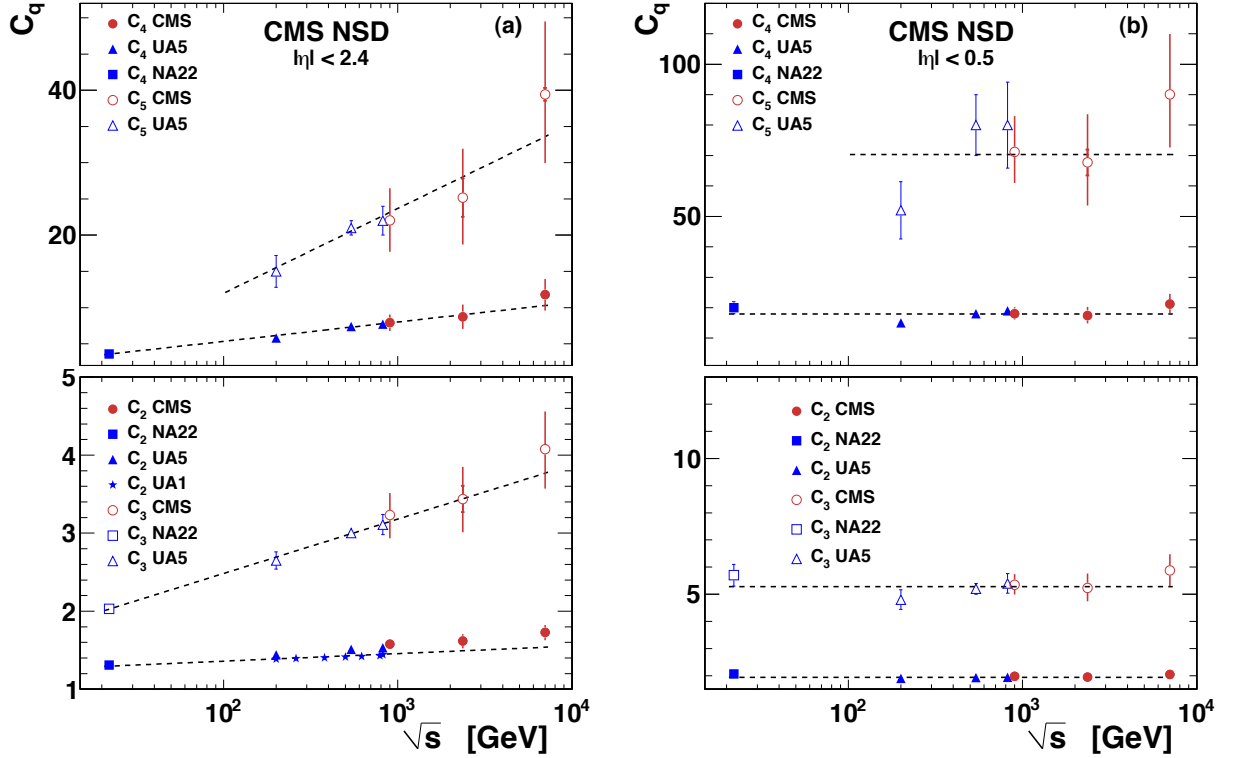 C_q
CMS NSD
(a)
|η| < 2.4
C_4 CMS
C_4 UA5
C_4 NA22
C_5 CMS
C_5 UA5
40
20
5
4
3
2
1
C_2 CMS
C_2 NA22
C_2 UA5
C_2 UA1
C_3 CMS
C_3 NA22
C_3 UA5
10^2
10^3
10^4
√s [GeV]
C_q
CMS NSD
(b)
|η| < 0.5
C_4 CMS
C_4 UA5
C_4 NA22
C_5 CMS
C_5 UA5
100
50
10
5
C_2 CMS
C_2 NA22
C_2 UA5
C_3 CMS
C_3 NA22
C_3 UA5
10^2
10^3
10^4
√s [GeV]